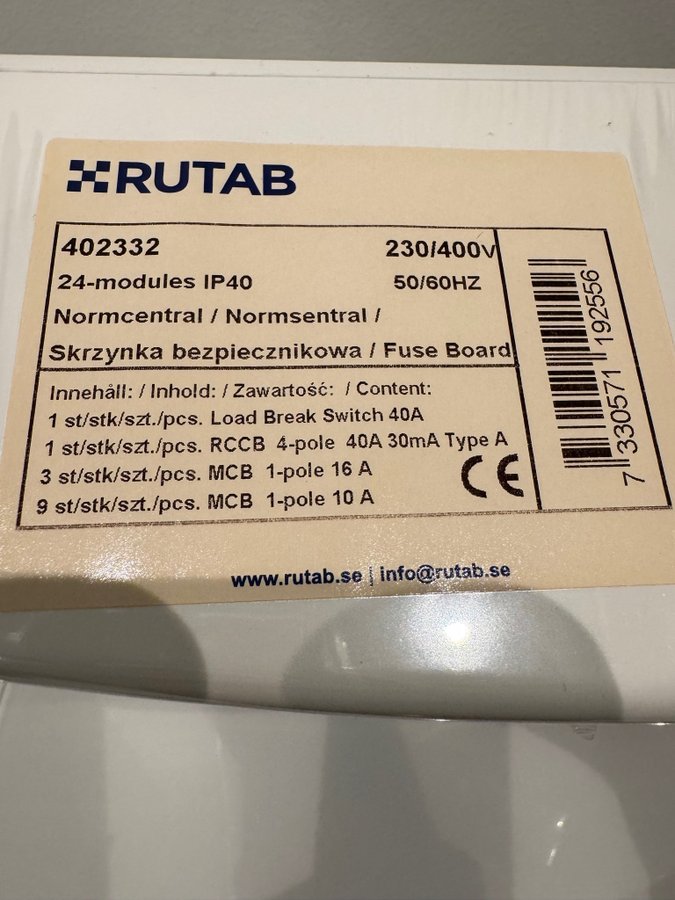 RUTAB
402332 230/400V
24-modules IP40 50/60HZ
Normcentral / Normsentral /
Skrzynka bezpiecznikowa / Fuse Board
Innehåll: / Inhold: / Zawartość: / Content:
1 st/stk/szt./pcs. Load Break Switch 40A
1 st/stk/szt./pcs. RCCB 4-pole 40A 30mA Type A
3 st/stk/szt./pcs. MCB 1-pole 16 A
9 st/stk/szt./pcs. MCB 1-pole 10 A
CE
7 330571 192556
www.rutab.se | info@rutab.se